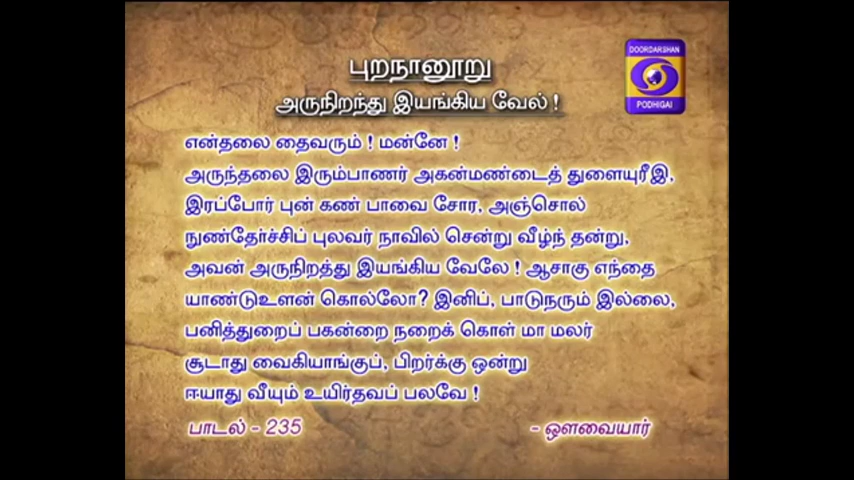 புறநானூறு
அருநிறந்து இயங்கிய வேல் !
DOORDARSHAN
PODHIGAI
என்தலை தைவரும் ! மன்னே !
அருந்தலை இரும்பாணர் அகன்மண்டைத் துளையுரீஇ,
இரப்போர் புன் கண் பாவை சோர, அஞ்சொல்
நுண்தேர்ச்சிப் புலவர் நாவில் சென்று வீழ்ந் தன்று,
அவன் அருநிறத்து இயங்கிய வேலே ! ஆசாகு எந்தை
யாண்டுஉளன் கொல்லோ? இனிப், பாடுநரும் இல்லை,
பனித்துறைப் பகன்றை நறைக் கொள் மா மலர்
சூடாது வைகியாங்குப், பிறர்க்கு ஒன்று
ஈயாது வீயும் உயிர்தவப் பலவே !
பாடல் - 235
- ஔவையார்